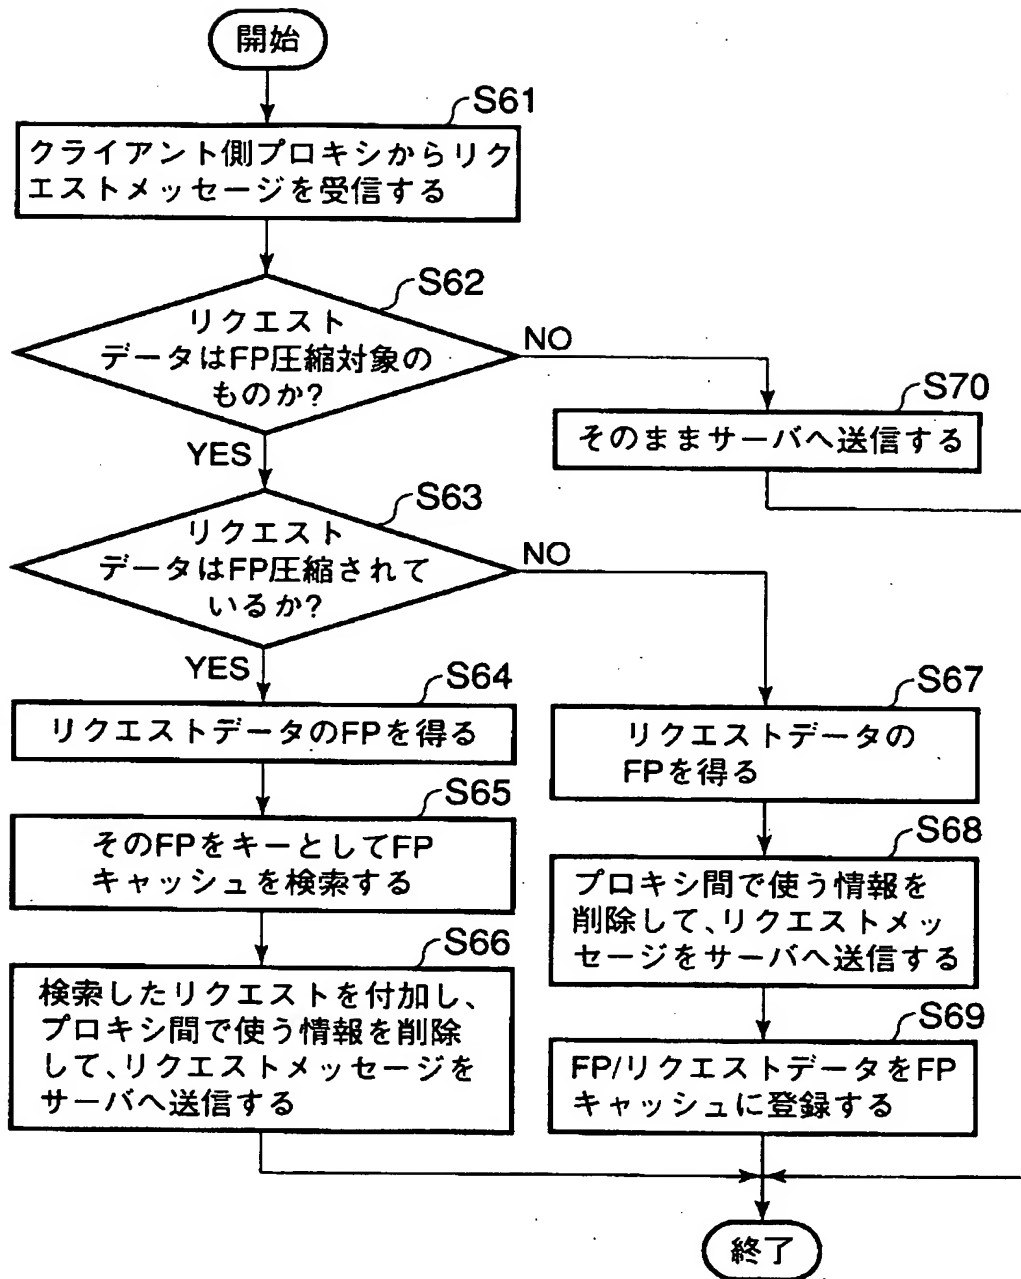 開始
S61
クライアント側プロキシからリク
エストメッセージを受信する
S62
リクエスト
データはFP圧縮対象の
ものか?
NO
YES
S70
そのままサーバへ送信する
S63
リクエスト
データはFP圧縮されて
いるか?
NO
YES
S64
リクエストデータのFPを得る
S65
そのFPをキーとしてFP
キャッシュを検索する
S66
検索したリクエストを付加し、
プロキシ間で使う情報を削除
して、リクエストメッセージを
サーバへ送信する
S67
リクエストデータの
FPを得る
S68
プロキシ間で使う情報を
削除して、リクエストメッ
セージをサーバへ送信する
S69
FP/リクエストデータをFP
キャッシュに登録する
終了